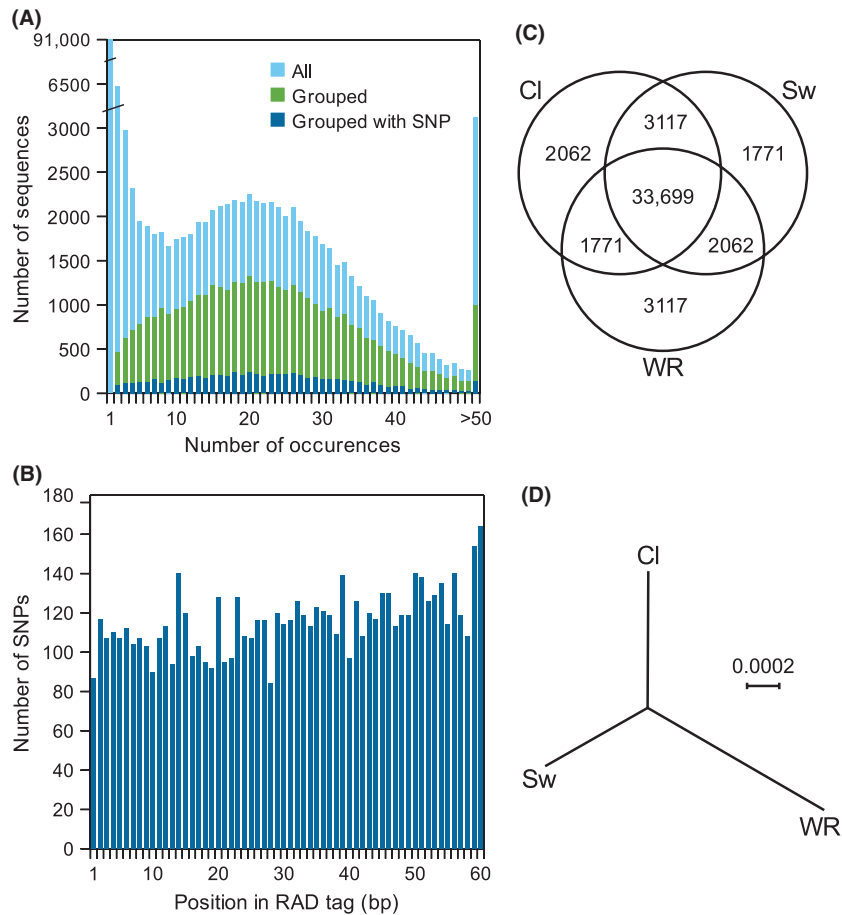 (A)
91,000
6500
3000
2500
2000
1500
1000
500
0
Number of sequences
All
Grouped
Grouped with SNP
1 10 20 30 40 >50
Number of occurences
(B)
180
160
140
120
100
80
60
40
20
0
Number of SNPs
1 10 20 30 40 50 60
Position in RAD tag (bp)
(C)
Cl
Sw
3117
2062
1771
33,699
1771
2062
3117
WR
(D)
Cl
0.0002
Sw
WR